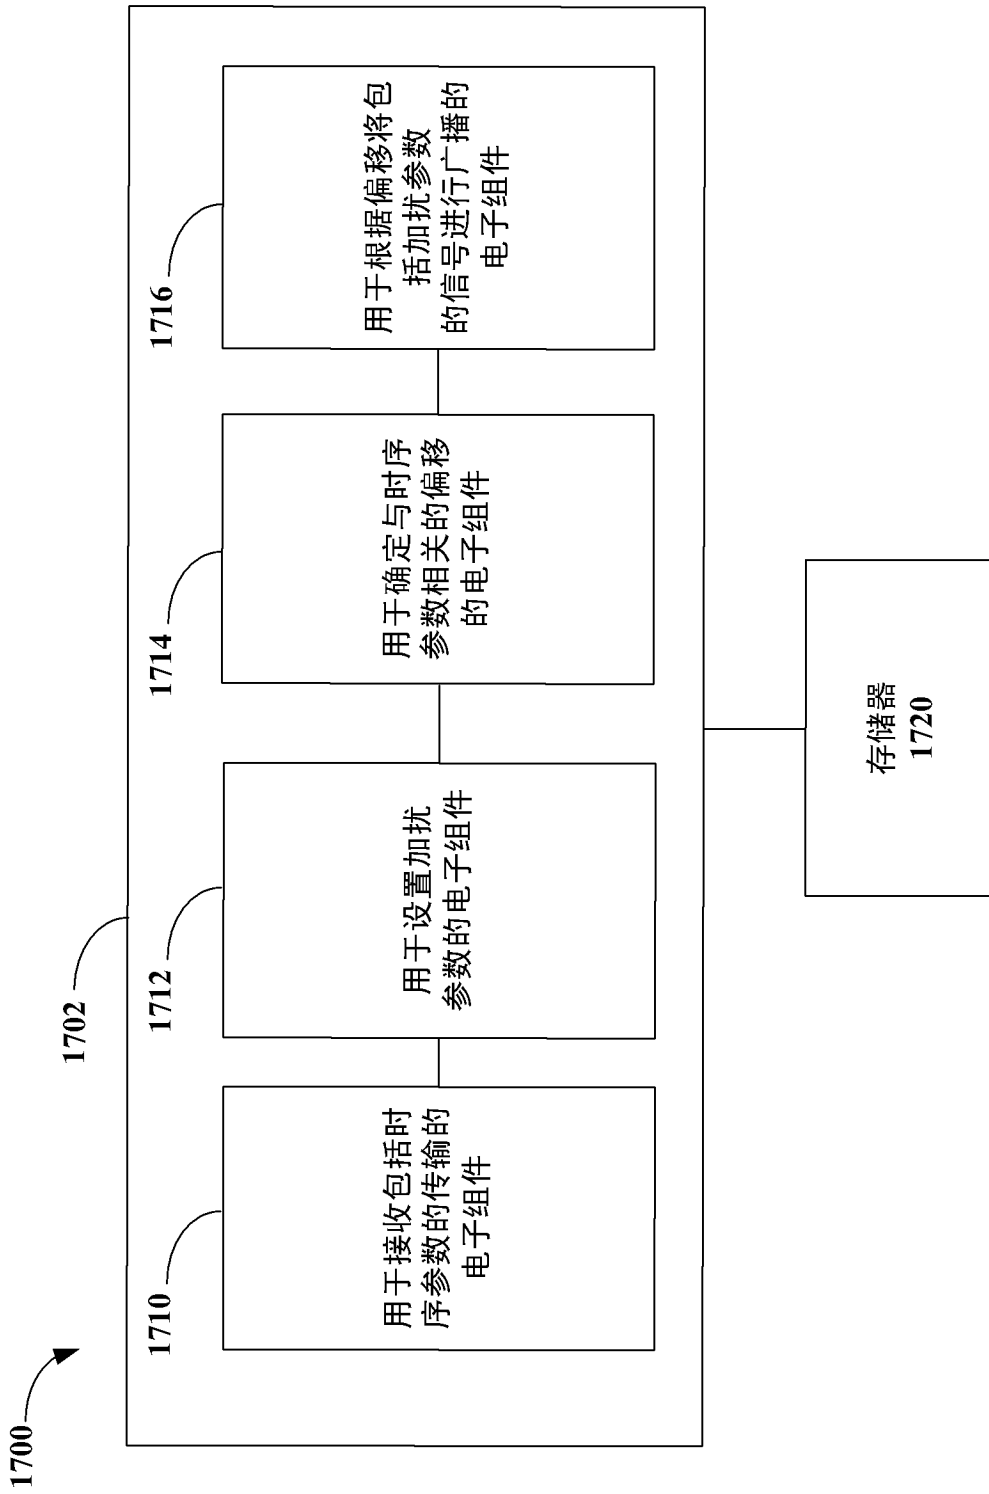 1700
1702
1710
用于接收包括时
序参数的传输的
电子组件
1712
用于设置加扰
参数的电子组件
1714
用于确定与时序
参数相关的偏移
的电子组件
1716
用于根据偏移将包
括加扰参数
的信号进行广播的
电子组件
存储器
1720